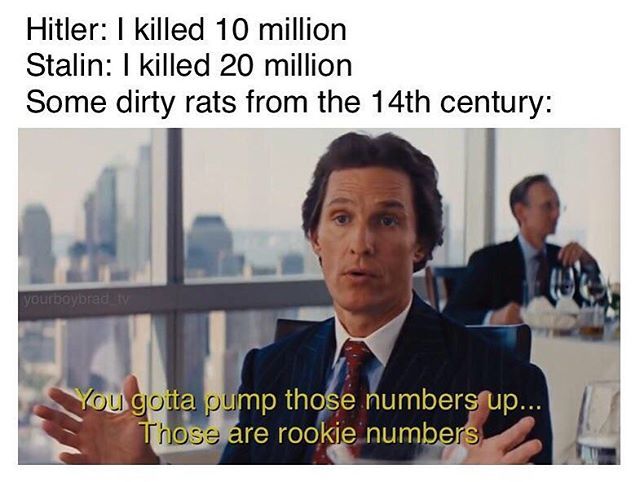 Hitler: I killed 10 million
Stalin: I killed 20 million
Some dirty rats from the 14th century:
yourboybrad_tv
You gotta pump those numbers up...
Those are rookie numbers